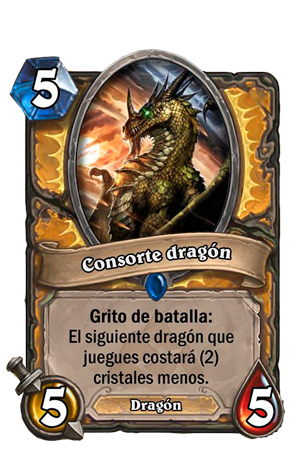 5
Consorte dragón
Grito de batalla:
El siguiente dragón que
juegues costará (2)
cristales menos.
Dragón
5
5